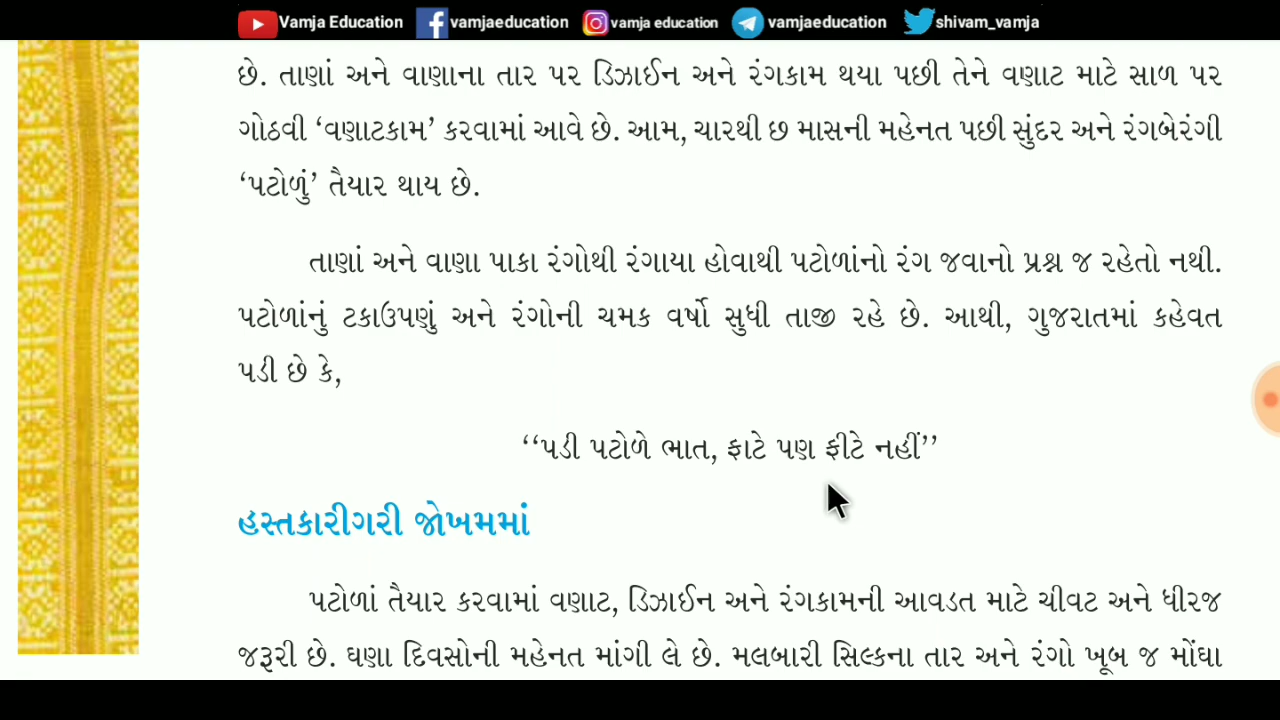 Vamja Education vamjaeducation vamja education vamjaeducation shivam_vamja
છે. તાણાં અને વાણાના તાર પર ડિઝાઈન અને રંગકામ થયા પછી તેને વણાટ માટે સાળ પર
ગોઠવી ‘વણાટકામ’ કરવામાં આવે છે. આમ, ચારથી છ માસની મહેનત પછી સુંદર અને રંગબેરંગી
‘પટોળું’ તૈયાર થાય છે.
તાણાં અને વાણા પાકા રંગોથી રંગાયા હોવાથી પટોળાંનો રંગ જવાનો પ્રશ્ન જ રહેતો નથી.
પટોળાંનું ટકાઉપણું અને રંગોની ચમક વર્ષો સુધી તાજી રહે છે. આથી, ગુજરાતમાં કહેવત
પડી છે કે,
‘‘પડી પટોળે ભાત, ફાટે પણ ફીટે નહીં’’
હસ્તકારીગરી જોખમમાં
પટોળાં તૈયાર કરવામાં વણાટ, ડિઝાઈન અને રંગકામની આવડત માટે ચીવટ અને ધીરજ
જરૂરી છે. ઘણા દિવસોની મહેનત માંગી લે છે. મલબારી સિલ્કના તાર અને રંગો ખૂબ જ મોંઘા